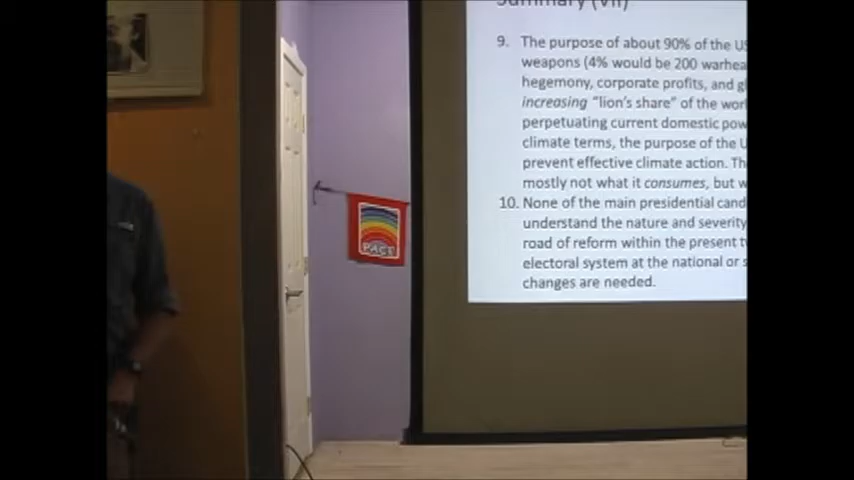 Summary (VII)
9. The purpose of about 90% of the US
weapons (4% would be 200 warhea
hegemony, corporate profits, and gl
increasing "lion's share" of the wor
perpetuating current domestic pow
climate terms, the purpose of the U
prevent effective climate action. Th
mostly not what it consumes, but w
10. None of the main presidential cand
understand the nature and severity
road of reform within the present t
electoral system at the national or s
changes are needed.
PACE